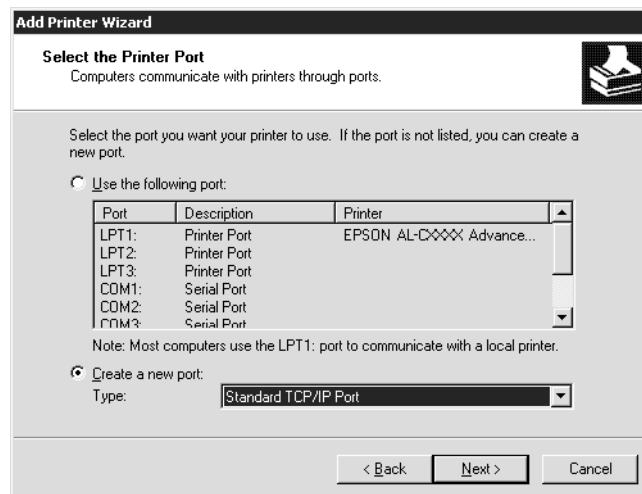 Add Printer Wizard
Select the Printer Port
Computers communicate with printers through ports.
Select the port you want your printer to use. If the port is not listed, you can create a
new port.
Use the following port:
Port Description Printer
LPT1: Printer Port EPSON AL-CXXXX Advance...
LPT2: Printer Port
LPT3: Printer Port
COM1: Serial Port
COM2: Serial Port
COM3: Serial Port
Note: Most computers use the LPT1: port to communicate with a local printer.
Create a new port:
Type: Standard TCP/IP Port
< Back Next > Cancel